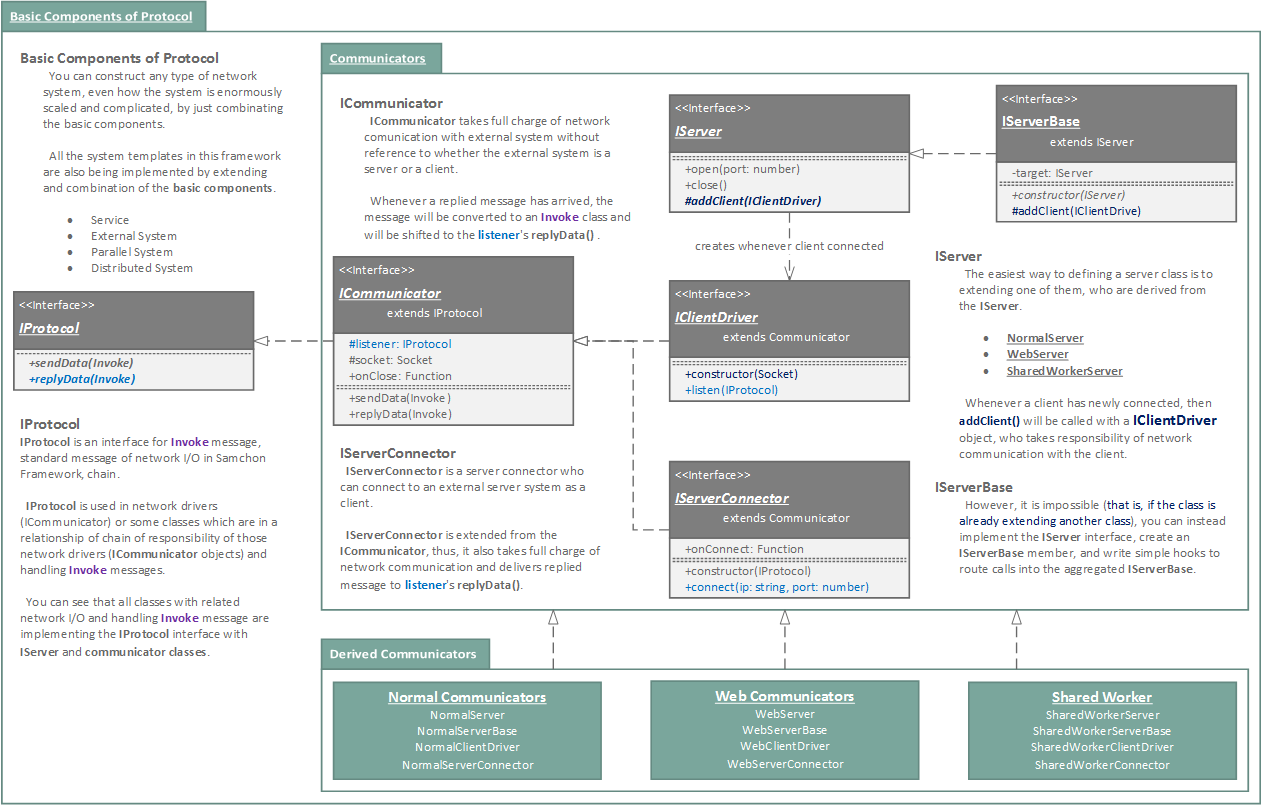 Basic Components of Protocol
Basic Components of Protocol
You can construct any type of network
system, even how the system is enormously
scaled and complicated, by just combinating
the basic components.
All the system templates in this framework
are also being implemented by extending
and combination of the basic components.
• Service
• External System
• Parallel System
• Distributed System
<<Interface>>
IProtocol
+sendData(Invoke)
+replyData(Invoke)
IProtocol
IProtocol is an interface for Invoke message,
standard message of network I/O in Samchon
Framework, chain.
IProtocol is used in network drivers
(ICommunicator) or some classes which are in a
relationship of chain of responsibility of those
network drivers (ICommunicator objects) and
handling Invoke messages.
You can see that all classes with related
network I/O and handling Invoke message are
implementing the IProtocol interface with
IServer and communicator classes.
Communicators
ICommunicator
ICommunicator takes full charge of network
comunication with external system without
reference to whether the external system is a
server or a client.
Whenever a replied message has arrived, the
message will be converted to an Invoke class and
will be shifted to the listener's replyData() .
<<Interface>>
ICommunicator
extends IProtocol
#listener: IProtocol
#socket: Socket
+onClose: Function
+sendData(Invoke)
+replyData(Invoke)
IServerConnector
IServerConnector is a server connector who
can connect to an external server system as a
client.
IServerConnector is extended from the
ICommunicator, thus, it also takes full charge of
network communication and delivers replied
message to listener's replyData().
<<Interface>>
IServer
+open(port: number)
+close()
#addClient(IClientDriver)
creates whenever client connected
<<Interface>>
IClientDriver
extends Communicator
+constructor(Socket)
+listen(IProtocol)
<<Interface>>
IServerConnector
extends Communicator
+onConnect: Function
+constructor(IProtocol)
+connect(ip: string, port: number)
<<Interface>>
IServerBase
extends IServer
-target: IServer
+constructor(IServer)
#addClient(IClientDrive)
IServer
The easiest way to defining a server class is to
extending one of them, who are derived from
the IServer.
• NormalServer
• WebServer
• SharedWorkerServer
Whenever a client has newly connected, then
addClient() will be called with a IClientDriver
object, who takes responsibility of network
communication with the client.
IServerBase
However, it is impossible (that is, if the class is
already extending another class), you can instead
implement the IServer interface, create an
IServerBase member, and write simple hooks to
route calls into the aggregated IServerBase.
Derived Communicators
Normal Communicators
NormalServer
NormalServerBase
NormalClientDriver
NormalServerConnector
Web Communicators
WebServer
WebServerBase
WebClientDriver
WebServerConnector
Shared Worker
SharedWorkerServer
SharedWorkerServerBase
SharedWorkerClientDriver
SharedWorkerConnector